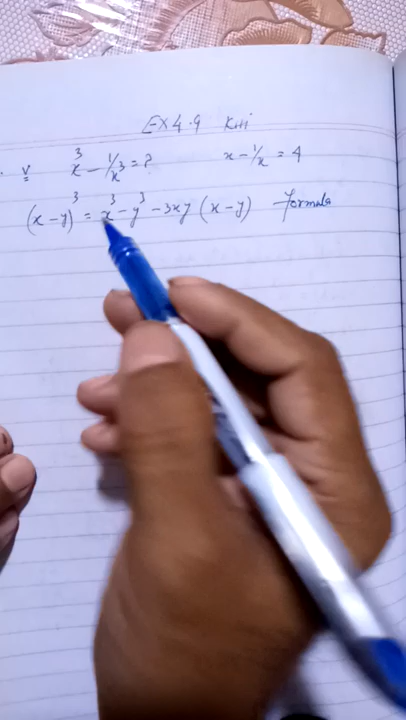 EX 4.9 KHI
v x³ - 1/x³ = ? x - 1/x = 4
(x - y)³ = x³ - y³ - 3xy (x - y) Formula